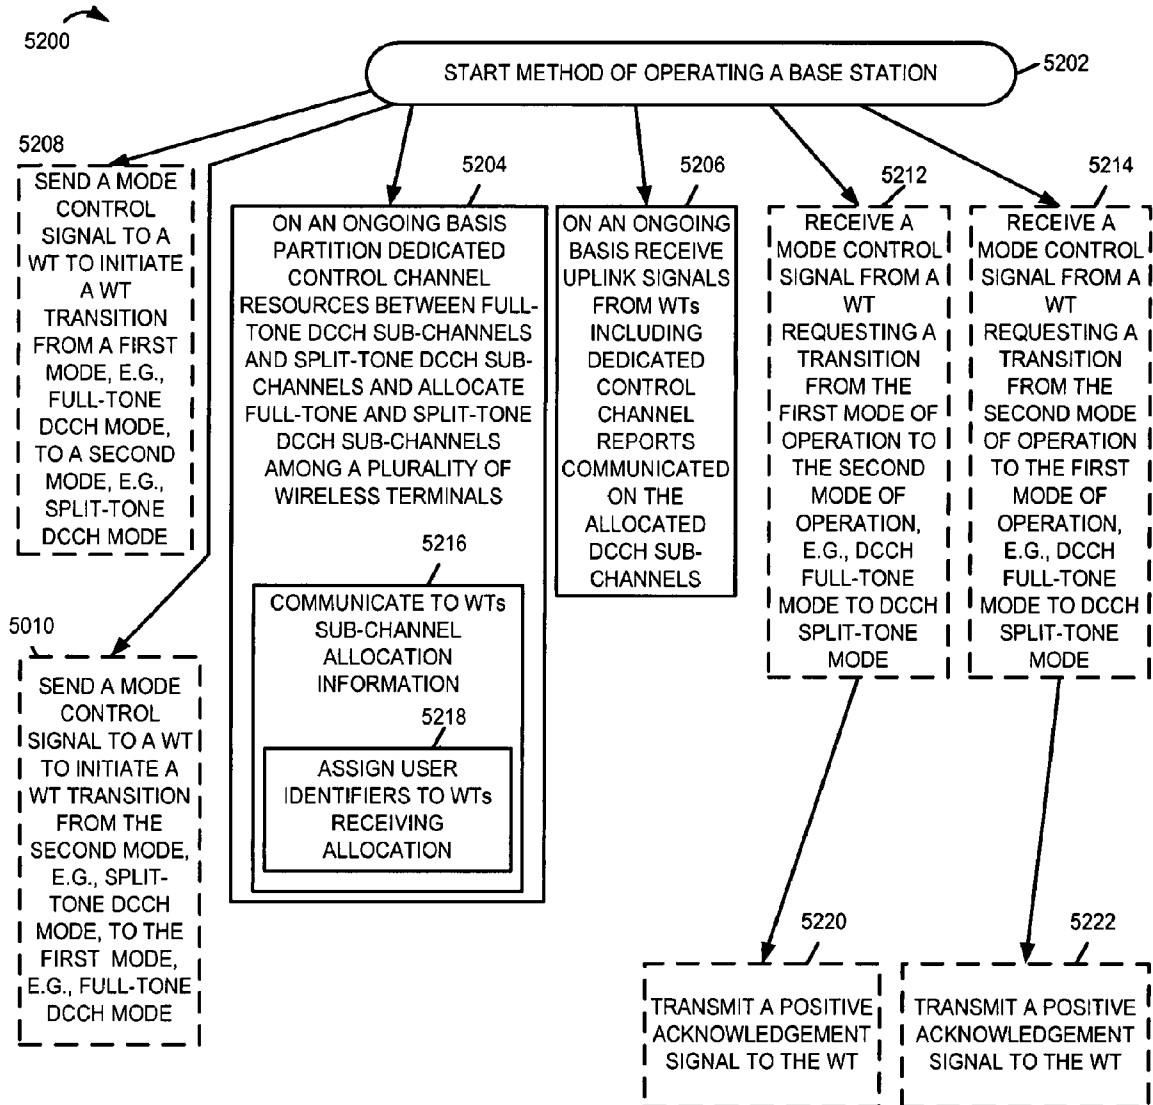 5200
START METHOD OF OPERATING A BASE STATION
5202
5208
SEND A MODE
CONTROL
SIGNAL TO A
WT TO INITIATE
A WT
TRANSITION
FROM A FIRST
MODE, E.G.,
FULL-TONE
DCCH MODE,
TO A SECOND
MODE, E.G.,
SPLIT-TONE
DCCH MODE
5010
SEND A MODE
CONTROL
SIGNAL TO A WT
TO INITIATE A
WT TRANSITION
FROM THE
SECOND MODE,
E.G., SPLIT-
TONE DCCH
MODE, TO THE
FIRST MODE,
E.G., FULL-TONE
DCCH MODE
5204
ON AN ONGOING BASIS
PARTITION DEDICATED
CONTROL CHANNEL
RESOURCES BETWEEN FULL-
TONE DCCH SUB-CHANNELS
AND SPLIT-TONE DCCH SUB-
CHANNELS AND ALLOCATE
FULL-TONE AND SPLIT-TONE
DCCH SUB-CHANNELS
AMONG A PLURALITY OF
WIRELESS TERMINALS
5216
COMMUNICATE TO WTs
SUB-CHANNEL
ALLOCATION
INFORMATION
5218
ASSIGN USER
IDENTIFIERS TO WTs
RECEIVING
ALLOCATION
5206
ON AN ONGOING
BASIS RECEIVE
UPLINK SIGNALS
FROM WTs
INCLUDING
DEDICATED
CONTROL
CHANNEL
REPORTS
COMMUNICATED
ON THE
ALLOCATED
DCCH SUB-
CHANNELS
5212
RECEIVE A
MODE CONTROL
SIGNAL FROM A
WT
REQUESTING A
TRANSITION
FROM THE
FIRST MODE OF
OPERATION TO
THE SECOND
MODE OF
OPERATION,
E.G., DCCH
FULL-TONE
MODE TO DCCH
SPLIT-TONE
MODE
5214
RECEIVE A
MODE CONTROL
SIGNAL FROM A
WT
REQUESTING A
TRANSITION
FROM THE
SECOND MODE
OF OPERATION
TO THE FIRST
MODE OF
OPERATION,
E.G., DCCH
FULL-TONE
MODE TO DCCH
SPLIT-TONE
MODE
5220
TRANSMIT A POSITIVE
ACKNOWLEDGEMENT
SIGNAL TO THE WT
5222
TRANSMIT A POSITIVE
ACKNOWLEDGEMENT
SIGNAL TO THE WT